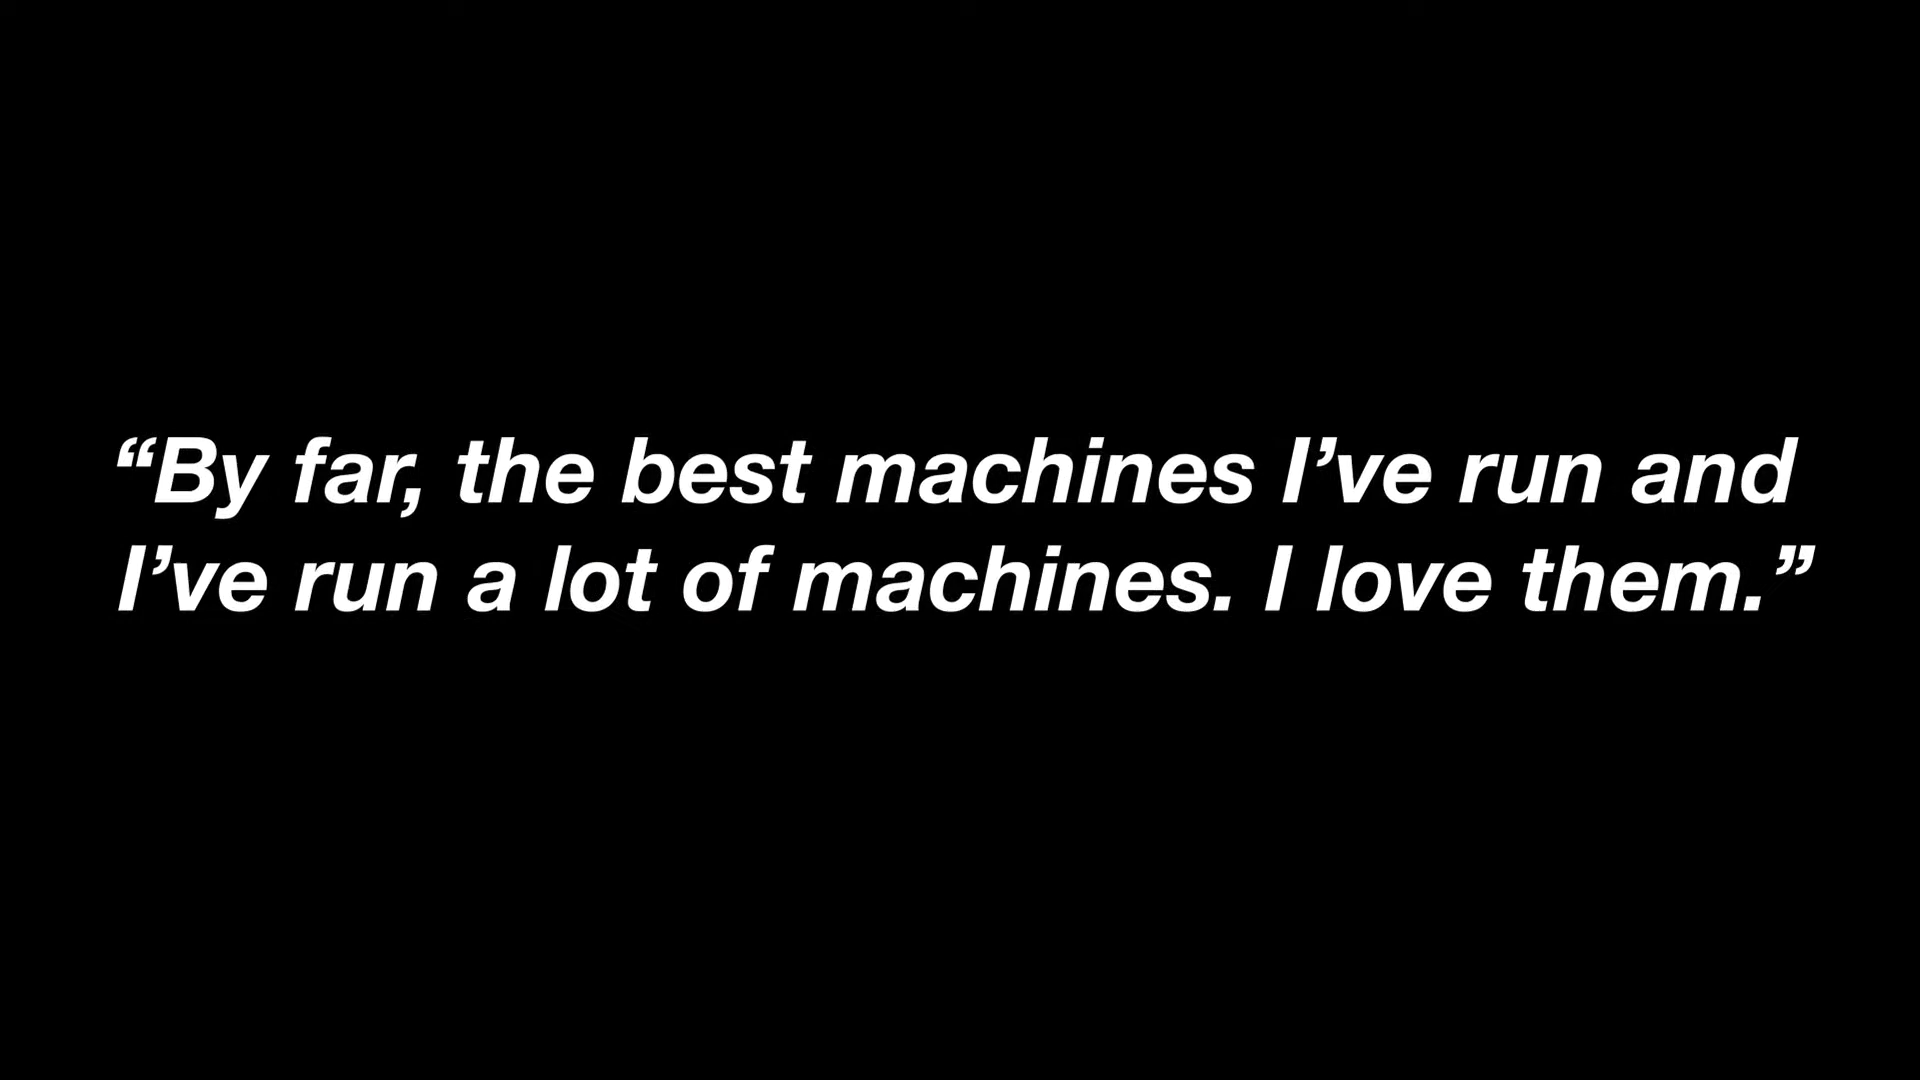 “By far, the best machines I’ve run and
I’ve run a lot of machines. I love them.”